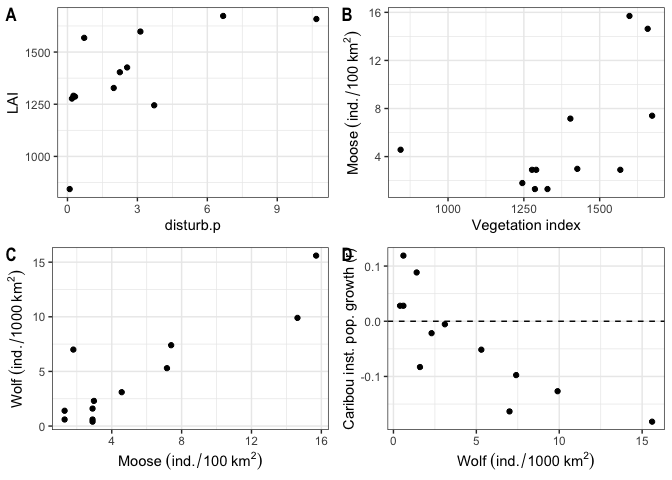 A
LAI
1500
1250
1000
0
3
6
9
disturb.p
B
Moose (ind./100 km²)
16
12
8
4
1000
1250
1500
Vegetation index
C
Wolf (ind./1000 km²)
15
10
5
0
4
8
12
16
Moose (ind./100 km²)
D
Caribou inst. pop. growth (r)
0.1
0.0
-0.1
0
5
10
15
Wolf (ind./1000 km²)